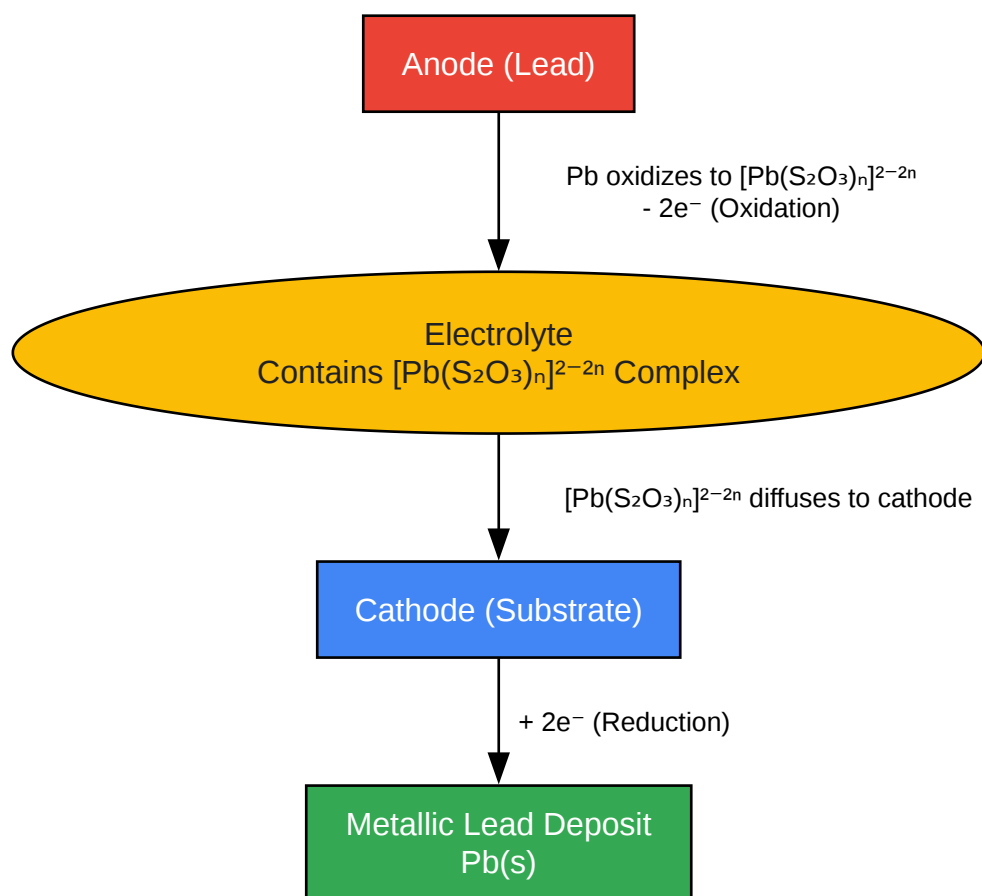 Anode (Lead)
Pb oxidizes to [Pb(S₂O₃)ₙ]²⁻²ⁿ
- 2e⁻ (Oxidation)
Electrolyte
Contains [Pb(S₂O₃)ₙ]²⁻²ⁿ Complex
[Pb(S₂O₃)ₙ]²⁻²ⁿ diffuses to cathode
Cathode (Substrate)
+ 2e⁻ (Reduction)
Metallic Lead Deposit
Pb(s)